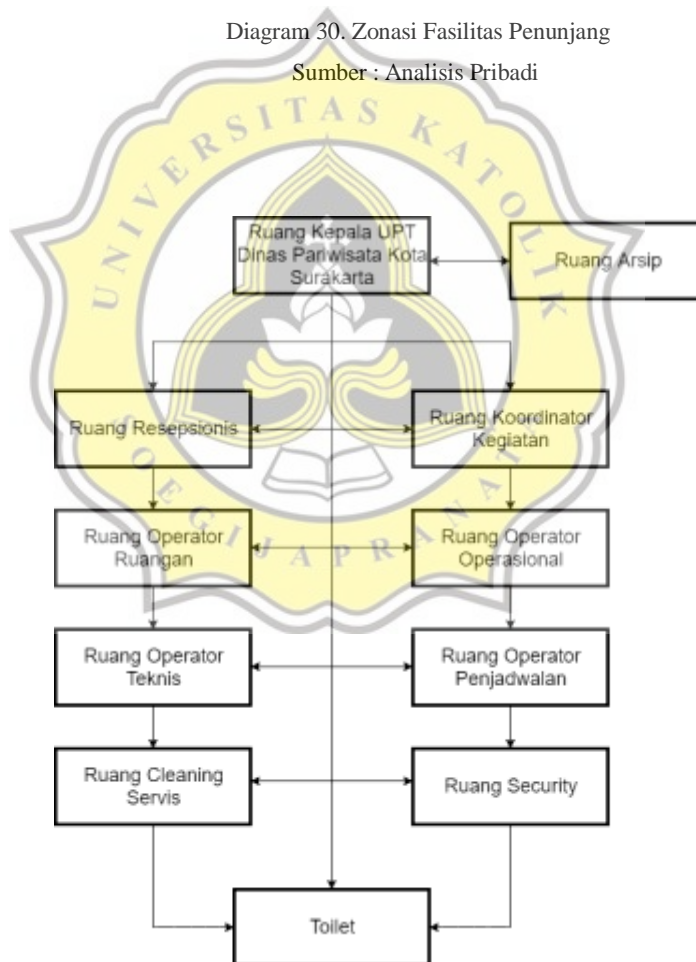 Diagram 30. Zonasi Fasilitas Penunjang
Sumber : Analisis Pribadi
UNIVERSITAS KATOLIK
SOEGIJAPRANATA
Ruang Kepala UPT
Dinas Pariwisata Kota
Surakarta
Ruang Arsip
Ruang Resepsionis
Ruang Koordinator
Kegiatan
Ruang Operator
Ruangan
Ruang Operator
Operasional
Ruang Operator
Teknis
Ruang Operator
Penjadwalan
Ruang Cleaning
Servis
Ruang Security
Toilet